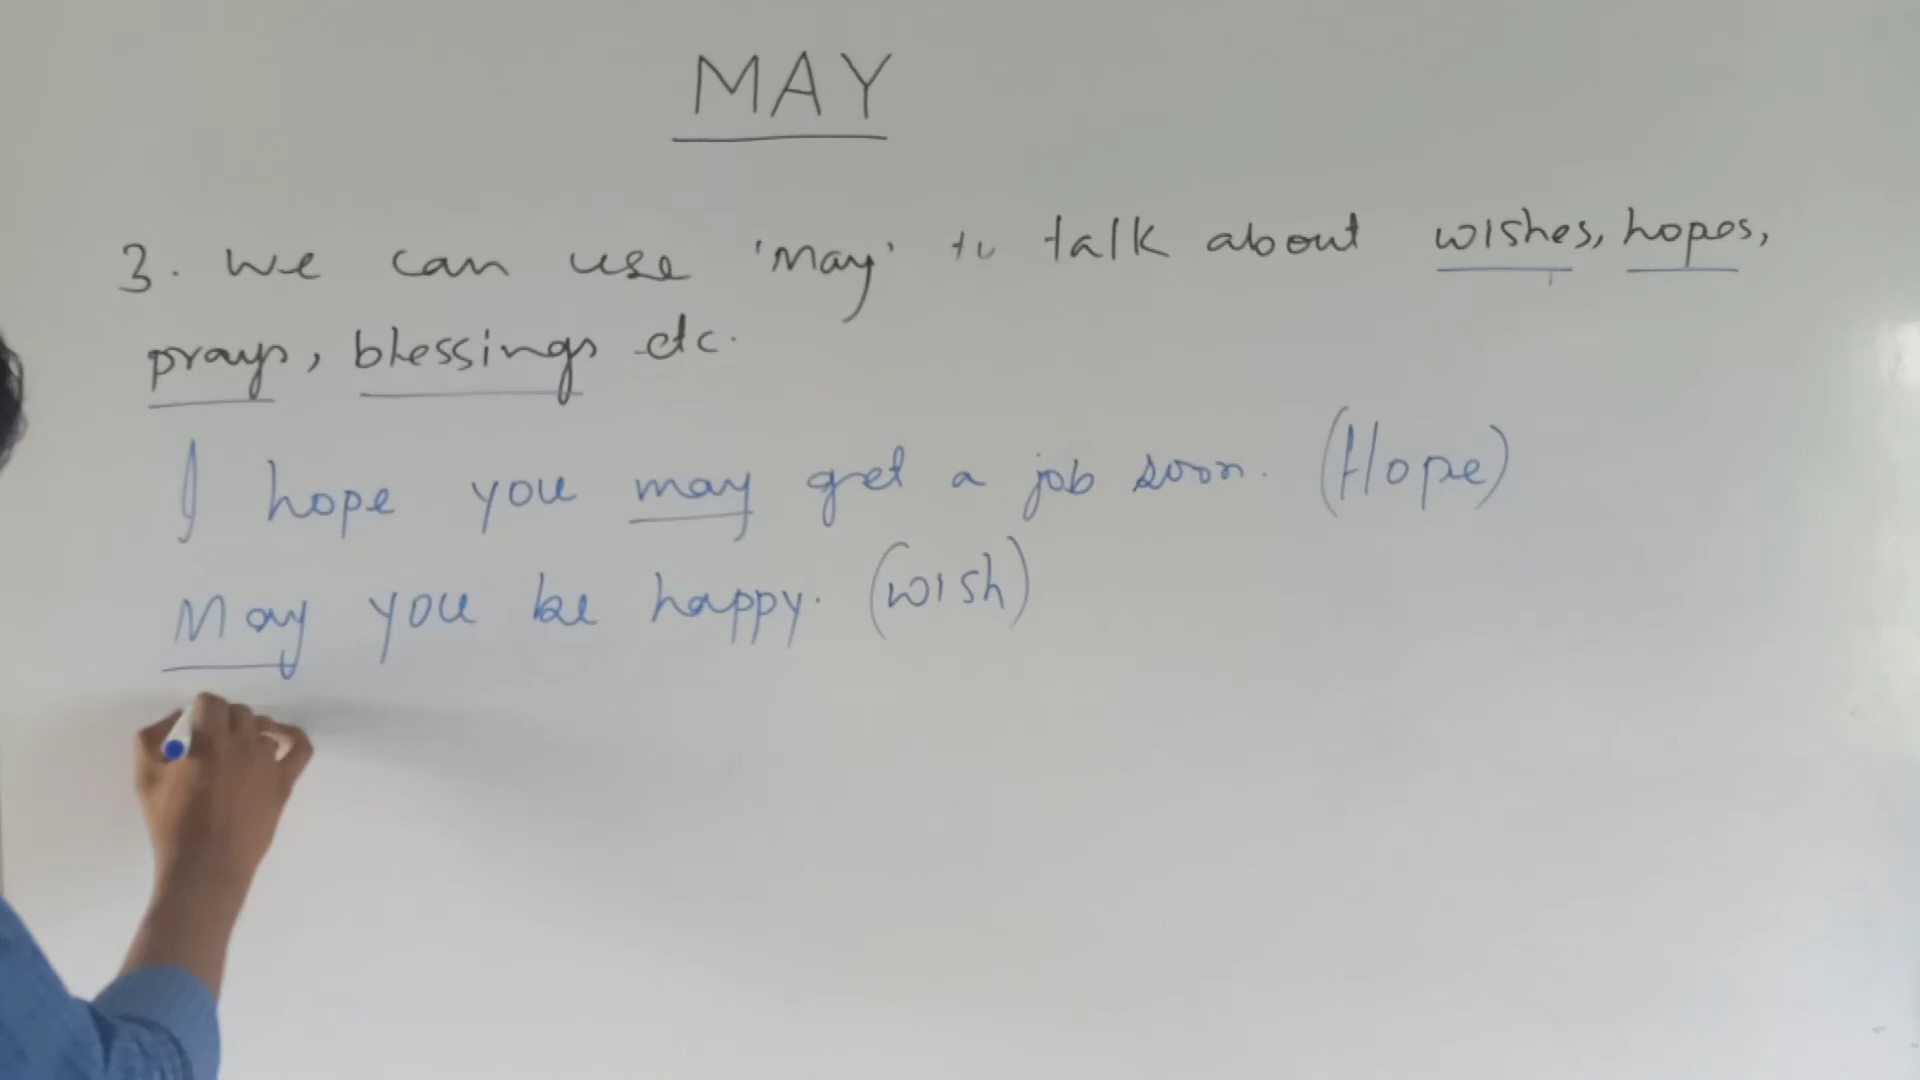 MAY
3. we can use 'may' to talk about wishes, hopes,
prays, blessings etc.
I hope you may get a job soon. (Hope)
May you be happy. (wish)